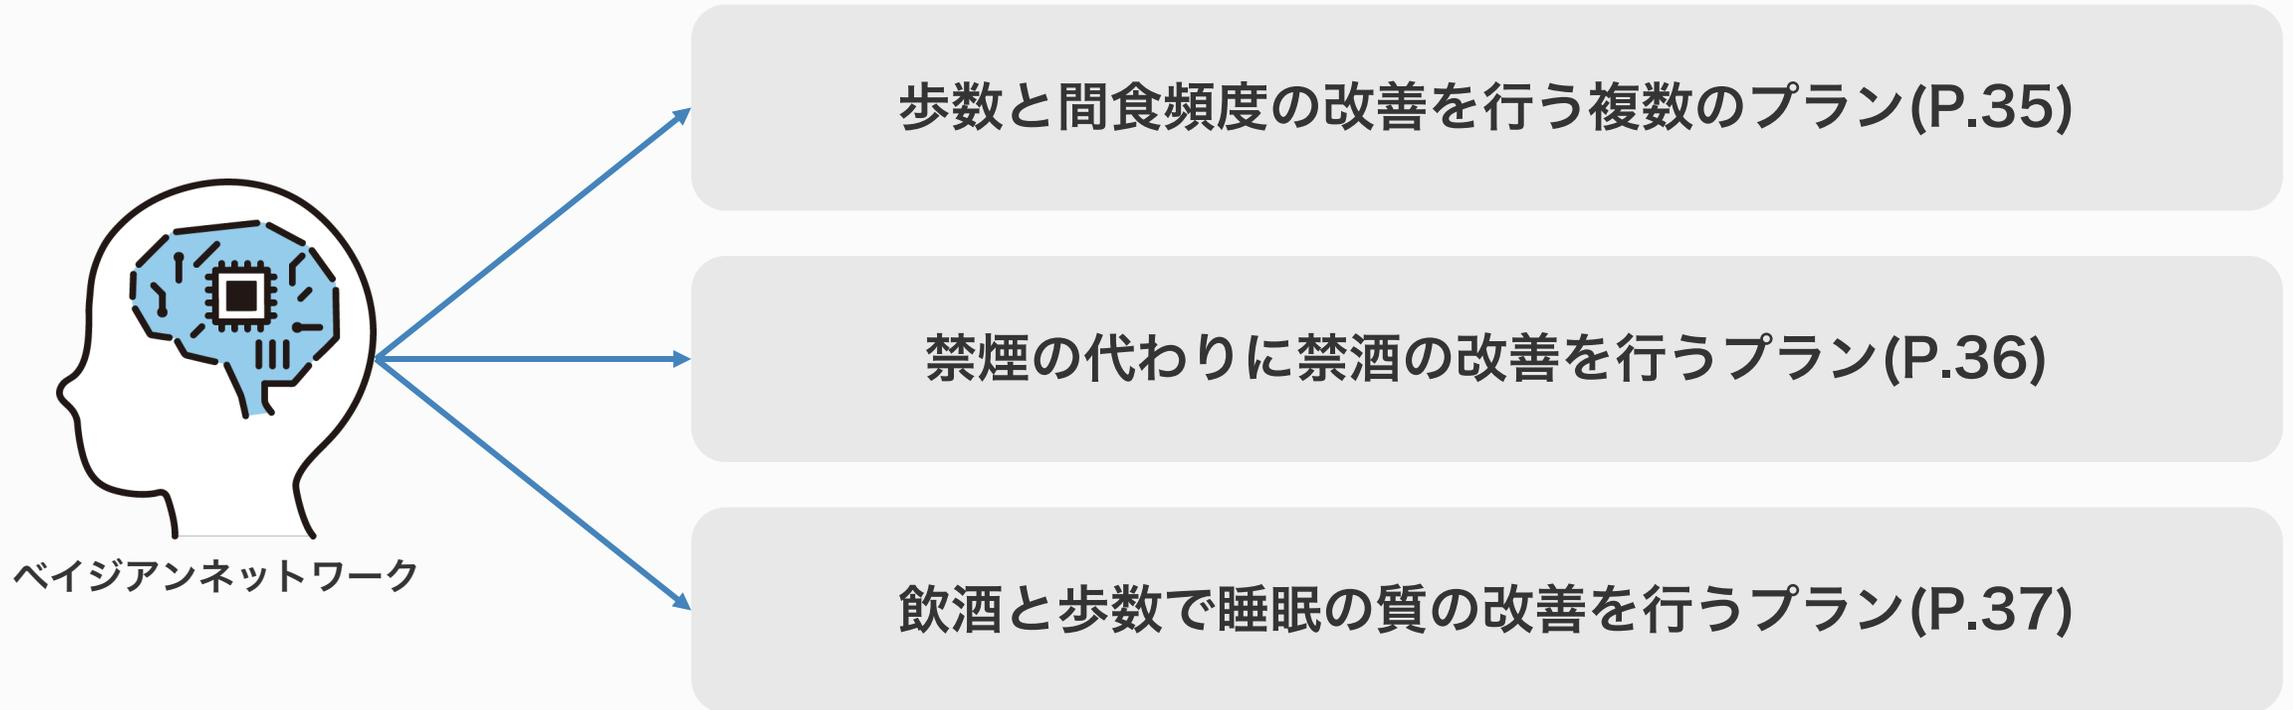 歩数と間食頻度の改善を行う複数のプラン(P.35)
禁煙の代わりに禁酒の改善を行うプラン(P.36)
飲酒と歩数で睡眠の質の改善を行うプラン(P.37)
ベイジアンネットワーク